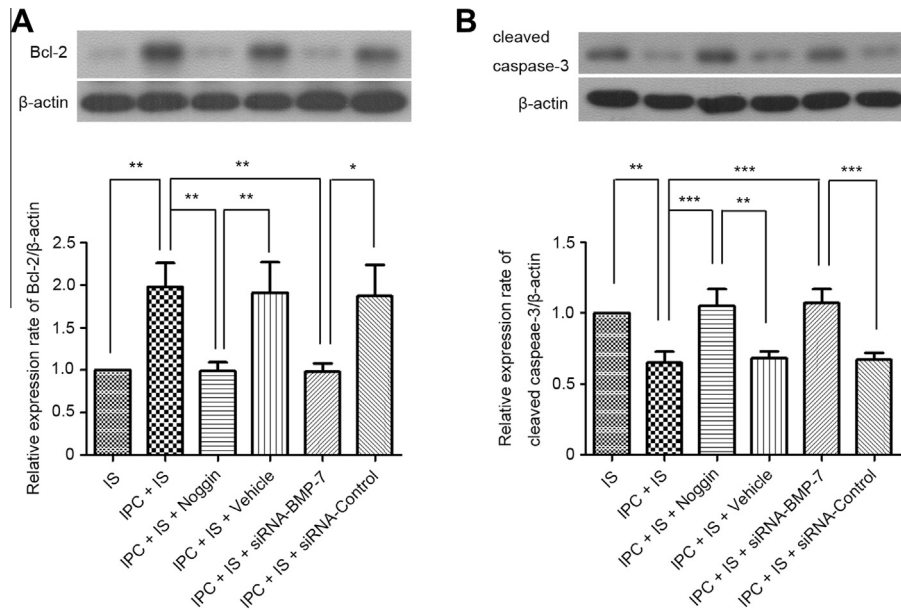 A
Bcl-2
β-actin
**
**
*
**
**
Relative expression rate of Bcl-2/β-actin
2.5
2.0
1.5
1.0
0.5
0
IS
IPC + IS
IPC + IS + Noggin
IPC + IS + Vehicle
IPC + IS + siRNA-BMP-7
IPC + IS + siRNA-Control
B
cleaved
caspase-3
β-actin
**
***
***
***
**
Relative expression rate of
cleaved caspeae-3/β-actin
1.5
1.0
0.5
0
IS
IPC + IS
IPC + IS + Noggin
IPC + IS + Vehicle
IPC + IS + siRNA-BMP-7
IPC + IS + siRNA-Control